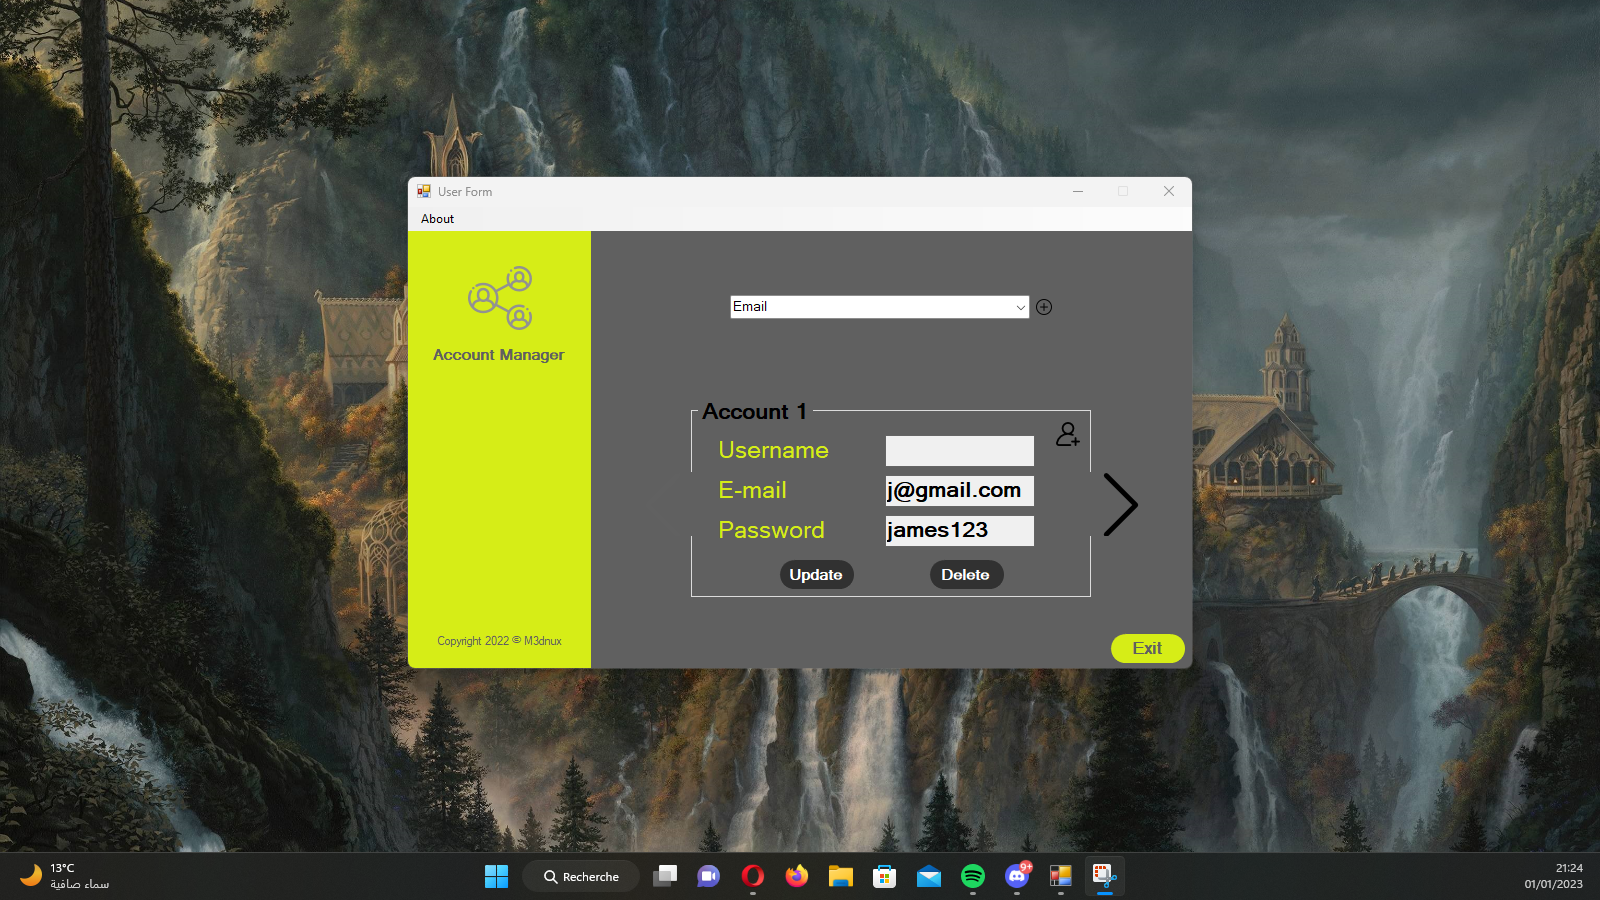 User Form
About
Account Manager
Email
Account 1
Username
E-mail
j@gmail.com
Password
james123
Update
Delete
Copyright 2022 © M3dnux
Exit
13°C
سماء صافية
Recherche
9+
21:24
01/01/2023